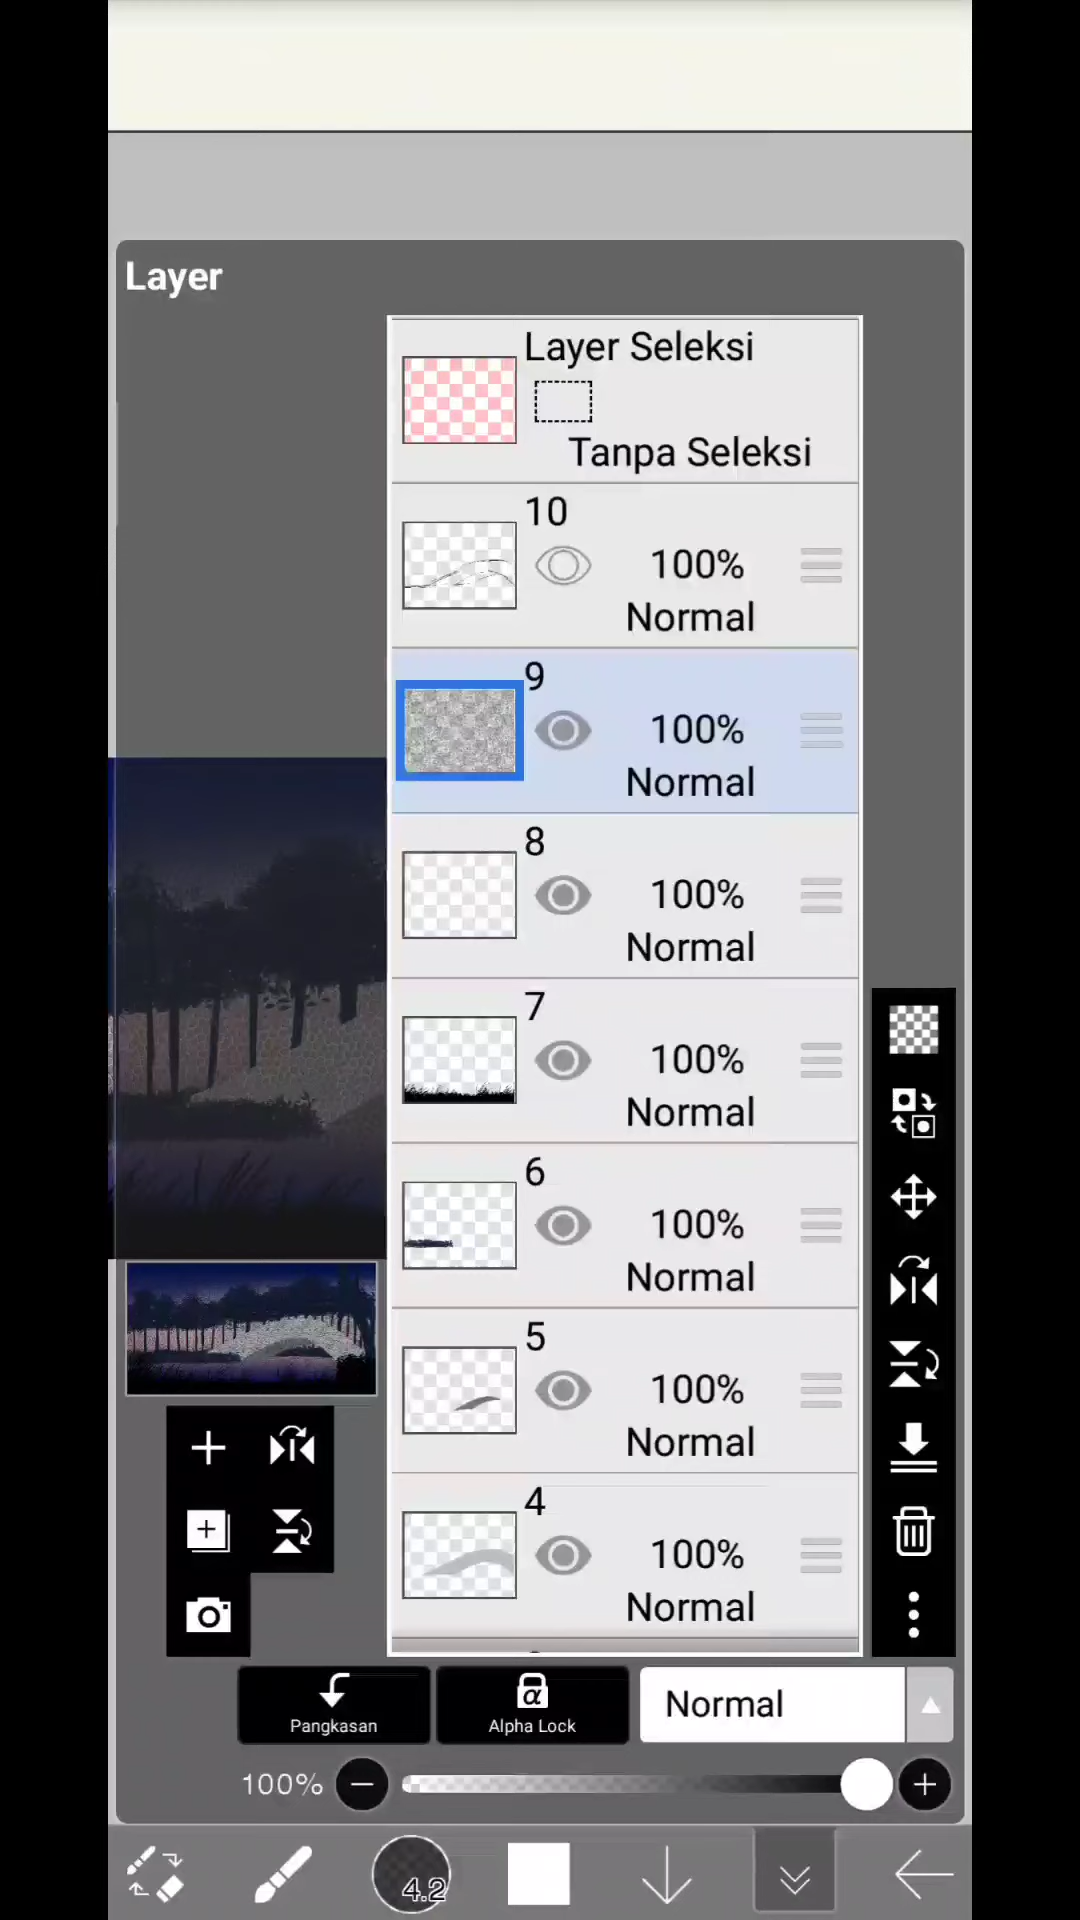 Layer
Layer Seleksi
Tanpa Seleksi
10
100%
Normal
9
100%
Normal
8
100%
Normal
7
100%
Normal
6
100%
Normal
5
100%
Normal
4
100%
Normal
Pangkasan
α
Alpha Lock
Normal
100%
4.2